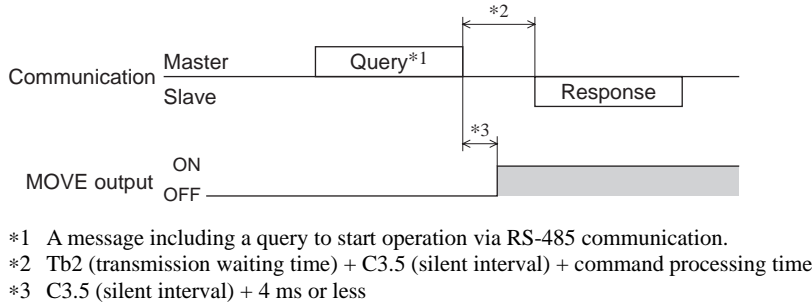 *2
Master
Query*1
Communication
Slave
Response
*3
ON
MOVE output
OFF
*1 A message including a query to start operation via RS-485 communication.
*2 Tb2 (transmission waiting time) + C3.5 (silent interval) + command processing time
*3 C3.5 (silent interval) + 4 ms or less